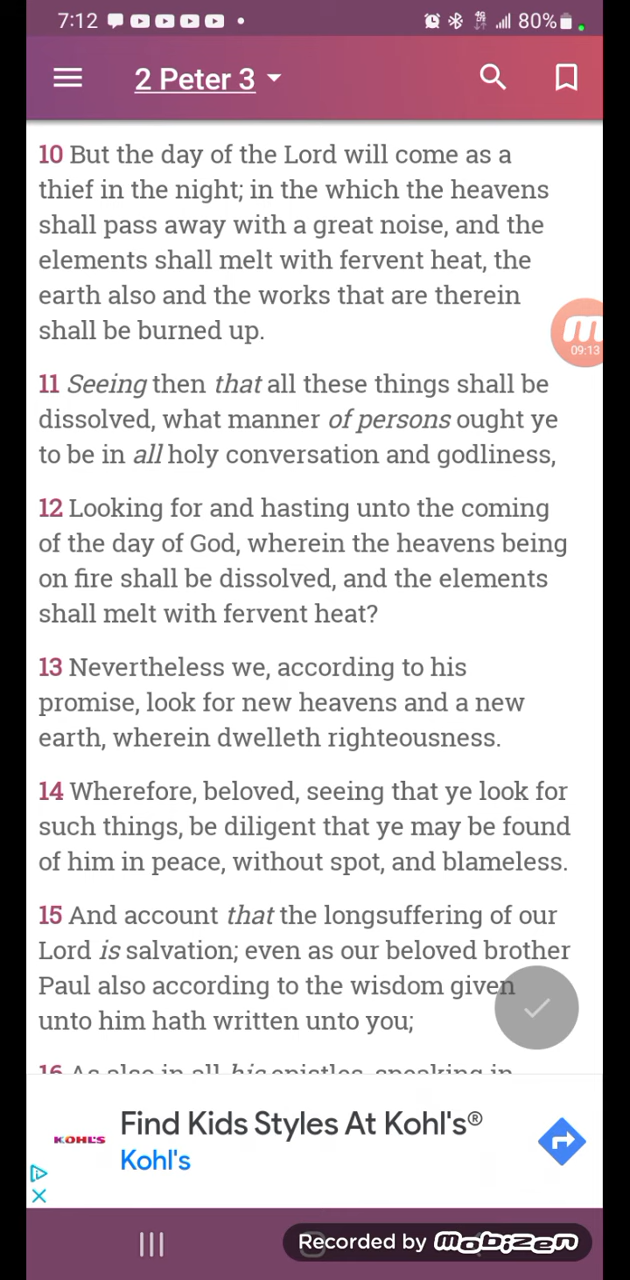 7:12
80%
2 Peter 3
10 But the day of the Lord will come as a
thief in the night; in the which the heavens
shall pass away with a great noise, and the
elements shall melt with fervent heat, the
earth also and the works that are therein
shall be burned up.
09:13
11 Seeing then that all these things shall be
dissolved, what manner of persons ought ye
to be in all holy conversation and godliness,
12 Looking for and hasting unto the coming
of the day of God, wherein the heavens being
on fire shall be dissolved, and the elements
shall melt with fervent heat?
13 Nevertheless we, according to his
promise, look for new heavens and a new
earth, wherein dwelleth righteousness.
14 Wherefore, beloved, seeing that ye look for
such things, be diligent that ye may be found
of him in peace, without spot, and blameless.
15 And account that the longsuffering of our
Lord is salvation; even as our beloved brother
Paul also according to the wisdom given
unto him hath written unto you;
16 As also in all his epistles, speaking in
Find Kids Styles At Kohl's®
KOHL'S
Kohl's
Recorded by mobizen